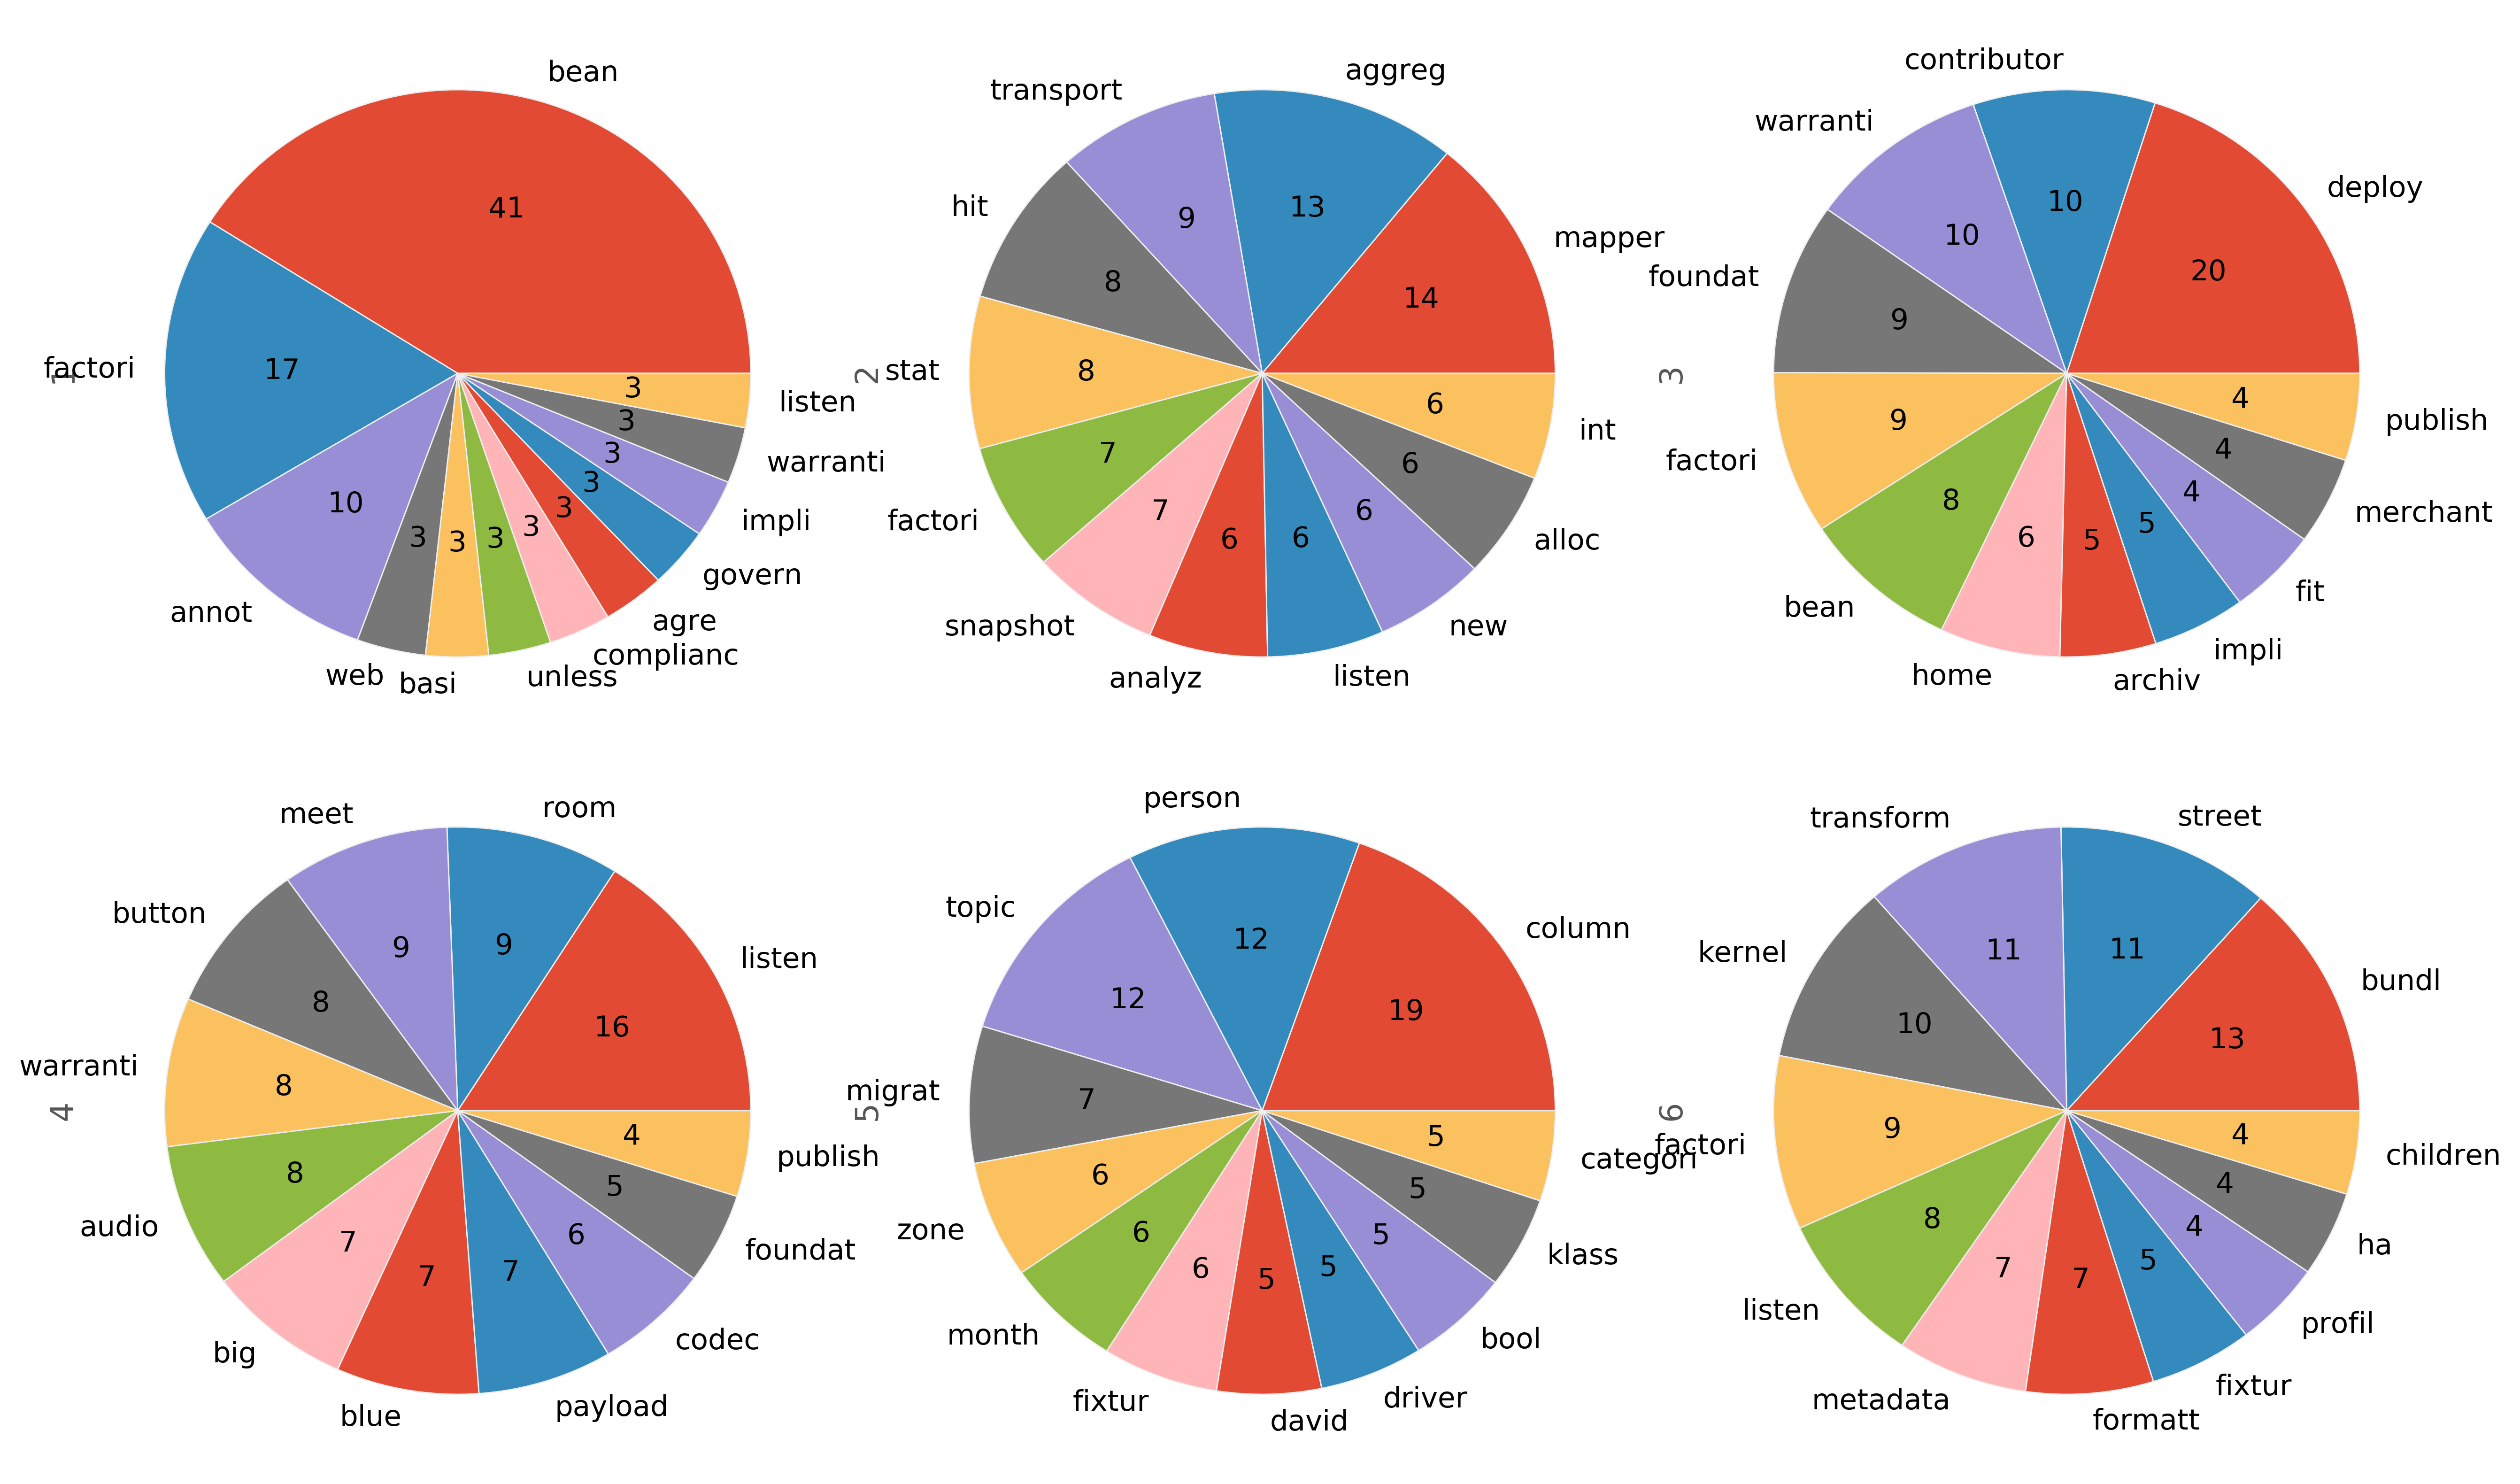 bean
41
factori
17
1
annot
10
web
3
basi
3
unless
3
complianc
3
agre
3
govern
3
impli
3
warranti
3
listen
3
mapper
14
aggreg
13
transport
9
hit
8
stat
8
2
factori
7
snapshot
7
analyz
6
listen
6
new
6
alloc
6
int
6
deploy
20
contributor
10
warranti
10
foundat
9
3
factori
9
bean
8
home
6
archiv
5
impli
5
fit
4
merchant
4
publish
4
listen
16
room
9
meet
9
button
8
warranti
8
4
audio
8
big
7
blue
7
payload
7
codec
6
foundat
5
publish
4
column
19
person
12
topic
12
migrat
7
5
zone
6
month
6
fixtur
6
david
5
driver
5
bool
5
klass
5
categori
5
bundl
13
street
11
transform
11
kernel
10
6
factori
9
listen
8
metadata
7
formatt
7
fixtur
5
profil
4
ha
4
children
4